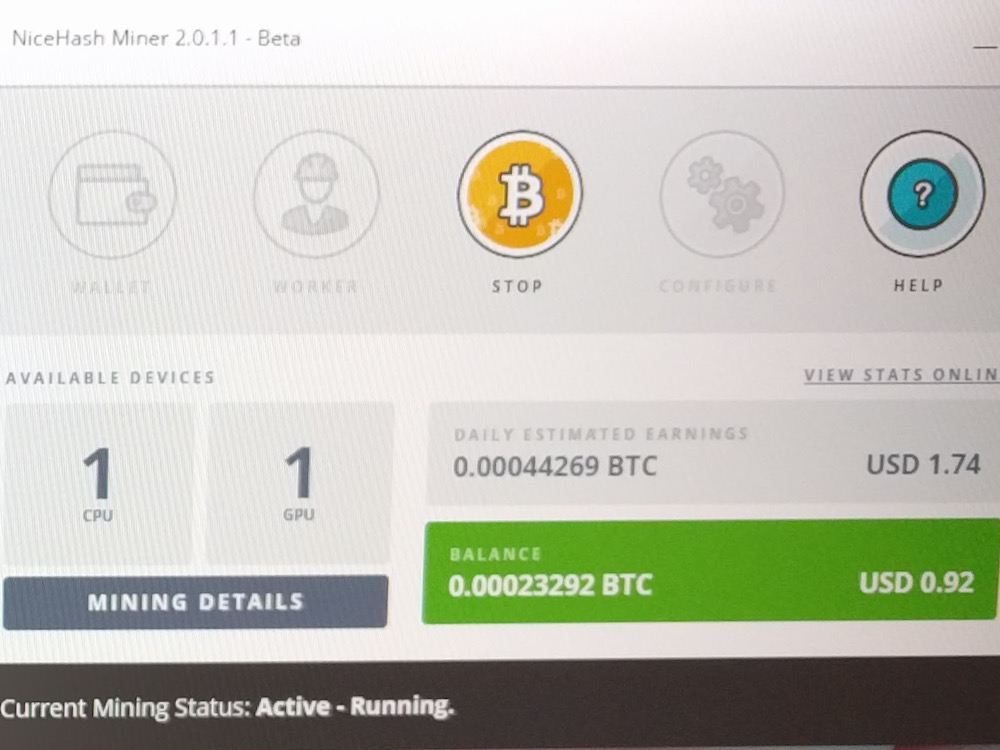 NiceHash Miner 2.0.1.1 - Beta
WALLET
WORKER
STOP
CONFIGURE
HELP
AVAILABLE DEVICES
VIEW STATS ONLIN
1
CPU
1
GPU
MINING DETAILS
DAILY ESTIMATED EARNINGS
0.00044269 BTC USD 1.74
BALANCE
0.00023292 BTC USD 0.92
Current Mining Status: Active - Running.